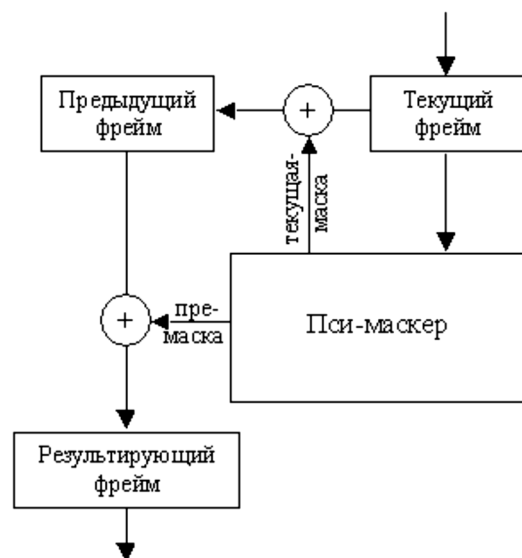 Предыдущий
фрейм
+
Текущий
фрейм
текущая-
маска
+
пре-
маска
Пси-маскер
Результирующий
фрейм